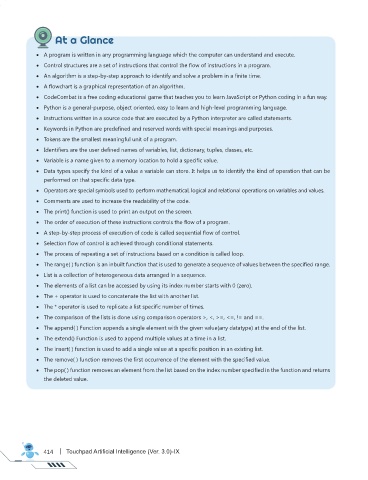 At a Glance
• A program is written in any programming language which the computer can understand and execute.
• Control structures are a set of instructions that control the flow of instructions in a program.
• An algorithm is a step-by-step approach to identify and solve a problem in a finite time.
• A flowchart is a graphical representation of an algorithm.
• CodeCombat is a free coding educational game that teaches you to learn JavaScript or Python coding in a fun way.
• Python is a general-purpose, object oriented, easy to learn and high-level programming language.
• Instructions written in a source code that are executed by a Python interpreter are called statements.
• Keywords in Python are predefined and reserved words with special meanings and purposes.
• Tokens are the smallest meaningful unit of a program.
• Identifiers are the user defined names of variables, list, dictionary, tuples, classes, etc.
• Variable is a name given to a memory location to hold a specific value.
• Data types specify the kind of value a variable can store. It helps us to identify the kind of operation that can be
performed on that specific data type.
• Operators are special symbols used to perform mathematical, logical and relational operations on variables and values.
• Comments are used to increase the readability of the code.
• The print() function is used to print an output on the screen.
• The order of execution of these instructions controls the flow of a program.
• A step-by-step process of execution of code is called sequential flow of control.
• Selection flow of control is achieved through conditional statements.
• The process of repeating a set of instructions based on a condition is called loop.
• The range() function is an inbuilt function that is used to generate a sequence of values between the specified range.
• List is a collection of heterogeneous data arranged in a sequence.
• The elements of a list can be accessed by using its index number starts with 0 (zero).
• The + operator is used to concatenate the list with another list.
• The * operator is used to replicate a list specific number of times.
• The comparison of the lists is done using comparison operators >, <, >=, <=, != and ==.
• The append() Function appends a single element with the given value(any datatype) at the end of the list.
• The extend() Function is used to append multiple values at a time in a list.
• The insert() function is used to add a single value at a specific position in an existing list.
• The remove() function removes the first occurrence of the element with the specified value.
• The pop() function removes an element from the list based on the index number specified in the function and returns
the deleted value.
414 | Touchpad Artificial Intelligence (Ver. 3.0)-IX